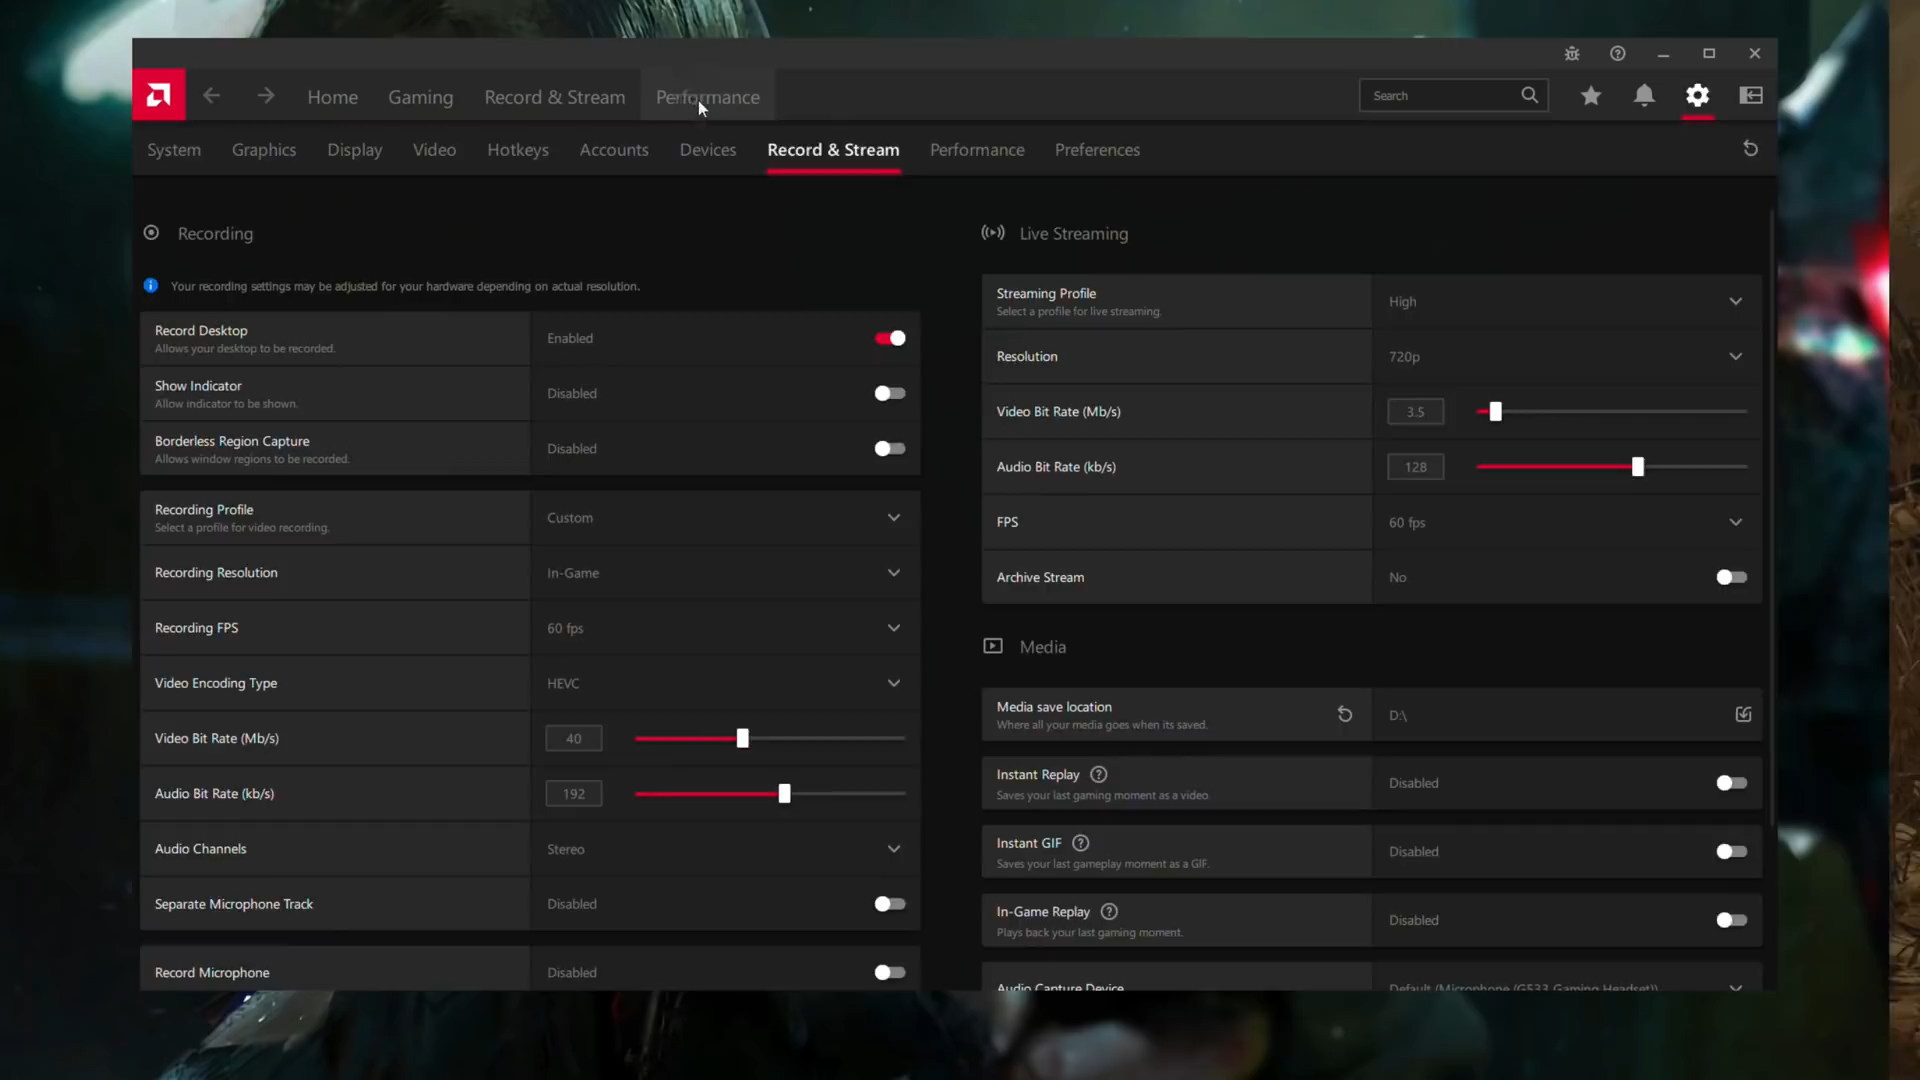 Home
Gaming
Record & Stream
Performance
Search
System
Graphics
Display
Video
Hotkeys
Accounts
Devices
Record & Stream
Performance
Preferences
Recording
Your recording settings may be adjusted for your hardware depending on actual resolution.
Record Desktop
Allows your desktop to be recorded.
Enabled
Show Indicator
Allow indicator to be shown.
Disabled
Borderless Region Capture
Allows window regions to be recorded.
Disabled
Recording Profile
Select a profile for video recording.
Custom
Recording Resolution
In-Game
Recording FPS
60 fps
Video Encoding Type
HEVC
Video Bit Rate (Mb/s)
40
Audio Bit Rate (kb/s)
192
Audio Channels
Stereo
Separate Microphone Track
Disabled
Record Microphone
Disabled
Live Streaming
Streaming Profile
Select a profile for live streaming.
High
Resolution
720p
Video Bit Rate (Mb/s)
3.5
Audio Bit Rate (kb/s)
128
FPS
60 fps
Archive Stream
No
Media
Media save location
Where all your media goes when its saved.
D:\
Instant Replay
Saves your last gaming moment as a video.
Disabled
Instant GIF
Saves your last gameplay moment as a GIF.
Disabled
In-Game Replay
Plays back your last gaming moment.
Disabled
Audio Capture Device
Default (Microphone (G533 Gaming Headset))